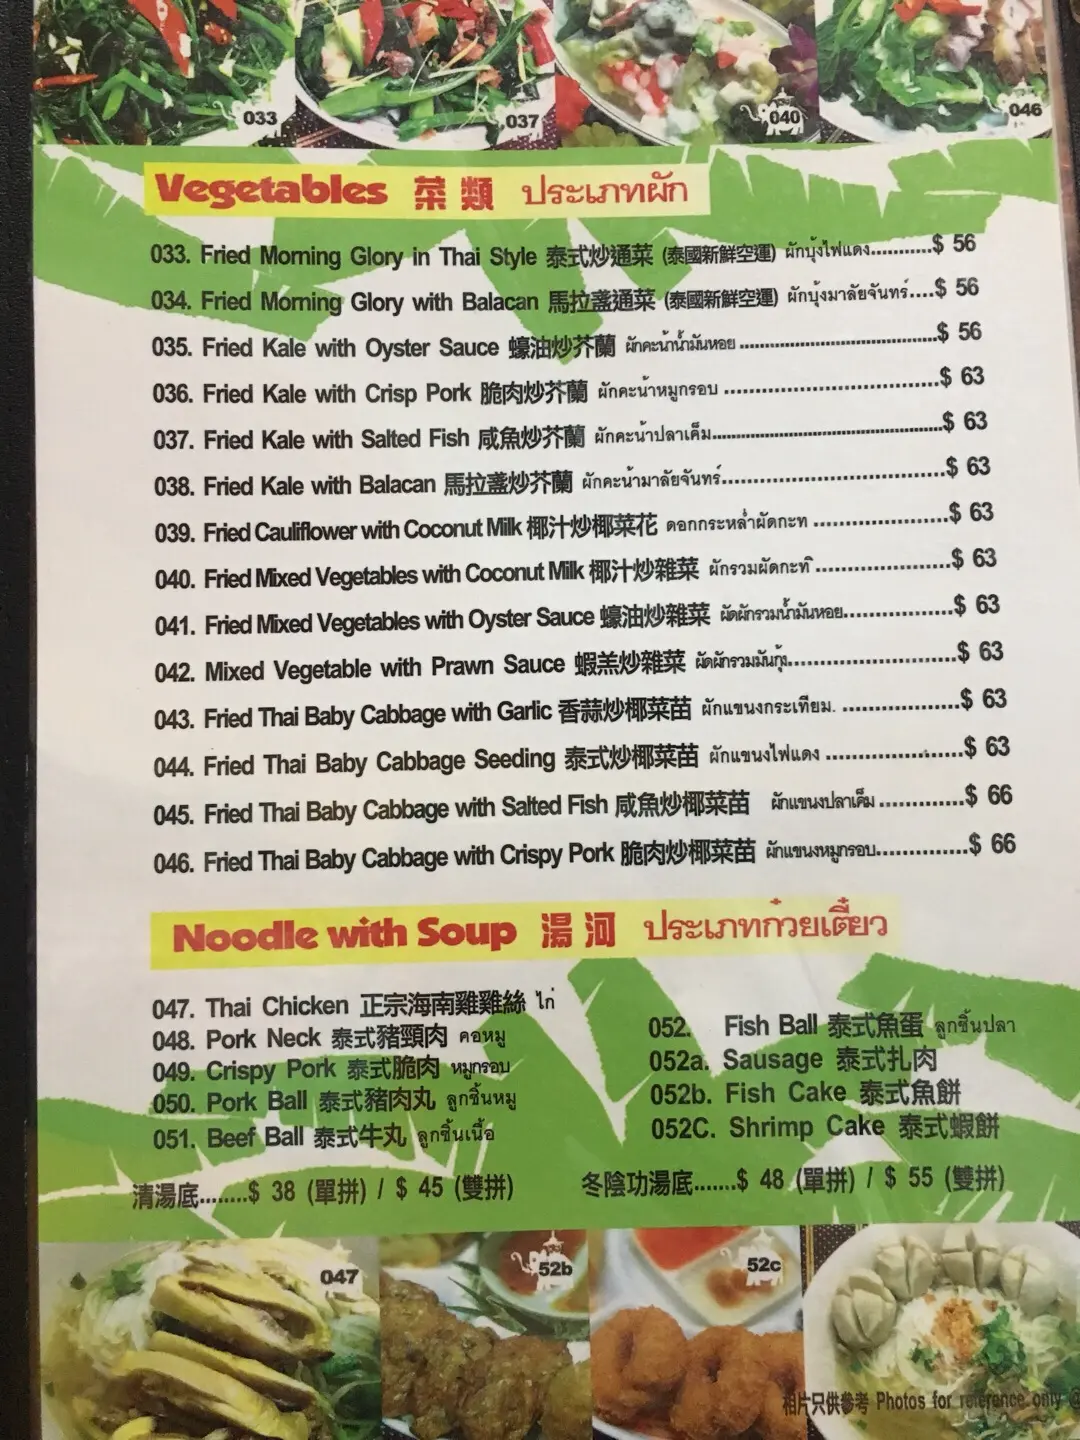 033
037
040
046
Vegetables 菜類 ประเภทผัก
033. Fried Morning Glory in Thai Style 泰式炒通菜 (泰國新鮮空運) ผักบุ้งไฟแดง...........$ 56
034. Fried Morning Glory with Balacan 馬拉盞通菜 (泰國新鮮空運) ผักบุ้งมาลัยจันทร์....$ 56
035. Fried Kale with Oyster Sauce 蠔油炒芥蘭 ผักคะน้าน้ำมันหอย ............................................$ 56
036. Fried Kale with Crisp Pork 脆肉炒芥蘭 ผักคะน้าหมูกรอบ ......................................$ 63
037. Fried Kale with Salted Fish 咸魚炒芥蘭 ผักคะน้าปลาเค็ม..................................................$ 63
038. Fried Kale with Balacan 馬拉盞炒芥蘭 ผักคะน้ามาลัยจันทร์.......................................$ 63
039. Fried Cauliflower with Coconut Milk 椰汁炒椰菜花 ดอกกระหล่ำผัดกะท .......................$ 63
040. Fried Mixed Vegetables with Coconut Milk 椰汁炒雜菜 ผักรวมผัดกะทิ .......................$ 63
041. Fried Mixed Vegetables with Oyster Sauce 蠔油炒雜菜 ผัดผักรวมน้ำมันหอย..................$ 63
042. Mixed Vegetable with Prawn Sauce 蝦羔炒雜菜 ผัดผักรวมมันกุ้ง............................$ 63
043. Fried Thai Baby Cabbage with Garlic 香蒜炒椰菜苗 ผักแขนงกระเทียม. ....................$ 63
044. Fried Thai Baby Cabbage Seeding 泰式炒椰菜苗 ผักแขนงไฟแดง .......................$ 63
045. Fried Thai Baby Cabbage with Salted Fish 咸魚炒椰菜苗 ผักแขนงปลาเค็ม .............$ 66
046. Fried Thai Baby Cabbage with Crispy Pork 脆肉炒椰菜苗 ผักแขนงหมูกรอบ...............$ 66
Noodle with Soup 湯河 ประเภทก๋วยเตี๋ยว
047. Thai Chicken 正宗海南雞雞絲 ไก่
048. Pork Neck 泰式豬頸肉 คอหมู
049. Crispy Pork 泰式脆肉 หมูกรอบ
050. Pork Ball 泰式豬肉丸 ลูกชิ้นหมู
051. Beef Ball 泰式牛丸 ลูกชิ้นเนื้อ
052. Fish Ball 泰式魚蛋 ลูกชิ้นปลา
052a. Sausage 泰式扎肉
052b. Fish Cake 泰式魚餅
052C. Shrimp Cake 泰式蝦餅
清湯底........$ 38 (單拼) / $ 45 (雙拼)
冬陰功湯底.......$ 48 (單拼) / $ 55 (雙拼)
047
52b
52c
相片只供參考 Photos for reference only